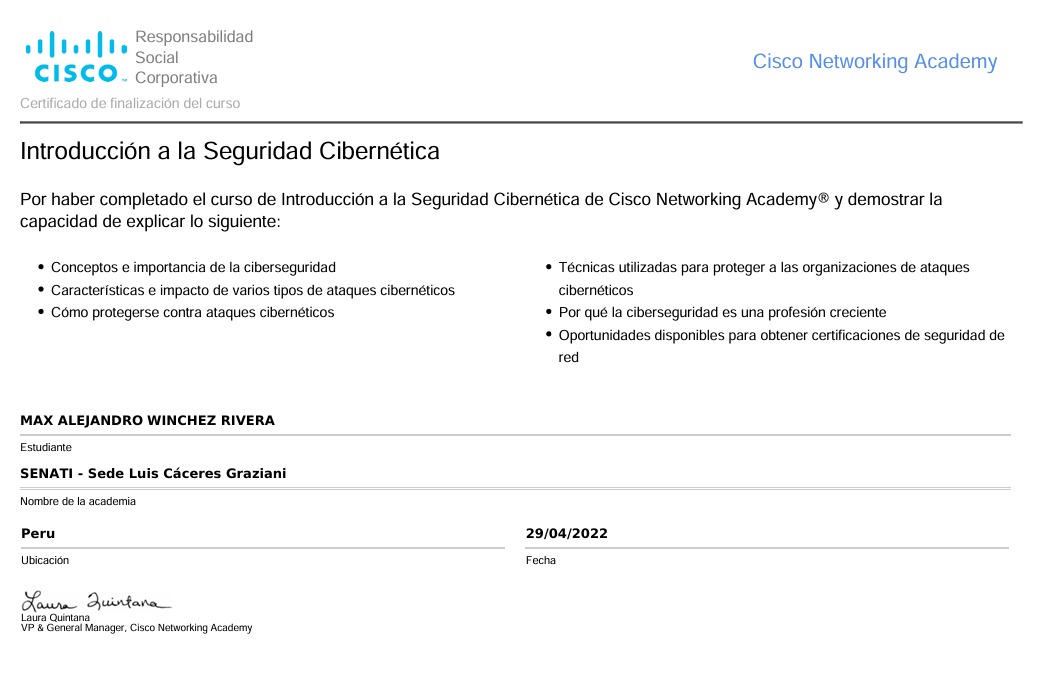 CISCO
Responsabilidad
Social
Corporativa
Cisco Networking Academy
Certificado de finalización del curso
Introducción a la Seguridad Cibernética
Por haber completado el curso de Introducción a la Seguridad Cibernética de Cisco Networking Academy® y demostrar la
capacidad de explicar lo siguiente:
• Conceptos e importancia de la ciberseguridad
• Características e impacto de varios tipos de ataques cibernéticos
• Cómo protegerse contra ataques cibernéticos
• Técnicas utilizadas para proteger a las organizaciones de ataques
cibernéticos
• Por qué la ciberseguridad es una profesión creciente
• Oportunidades disponibles para obtener certificaciones de seguridad de
red
MAX ALEJANDRO WINCHEZ RIVERA
Estudiante
SENATI - Sede Luis Cáceres Graziani
Nombre de la academia
Peru
Ubicación
29/04/2022
Fecha
Laura Quintana
Laura Quintana
VP & General Manager, Cisco Networking Academy